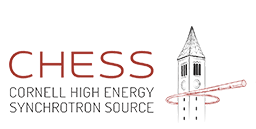 CHESS
CORNELL HIGH ENERGY
SYNCHROTRON SOURCE